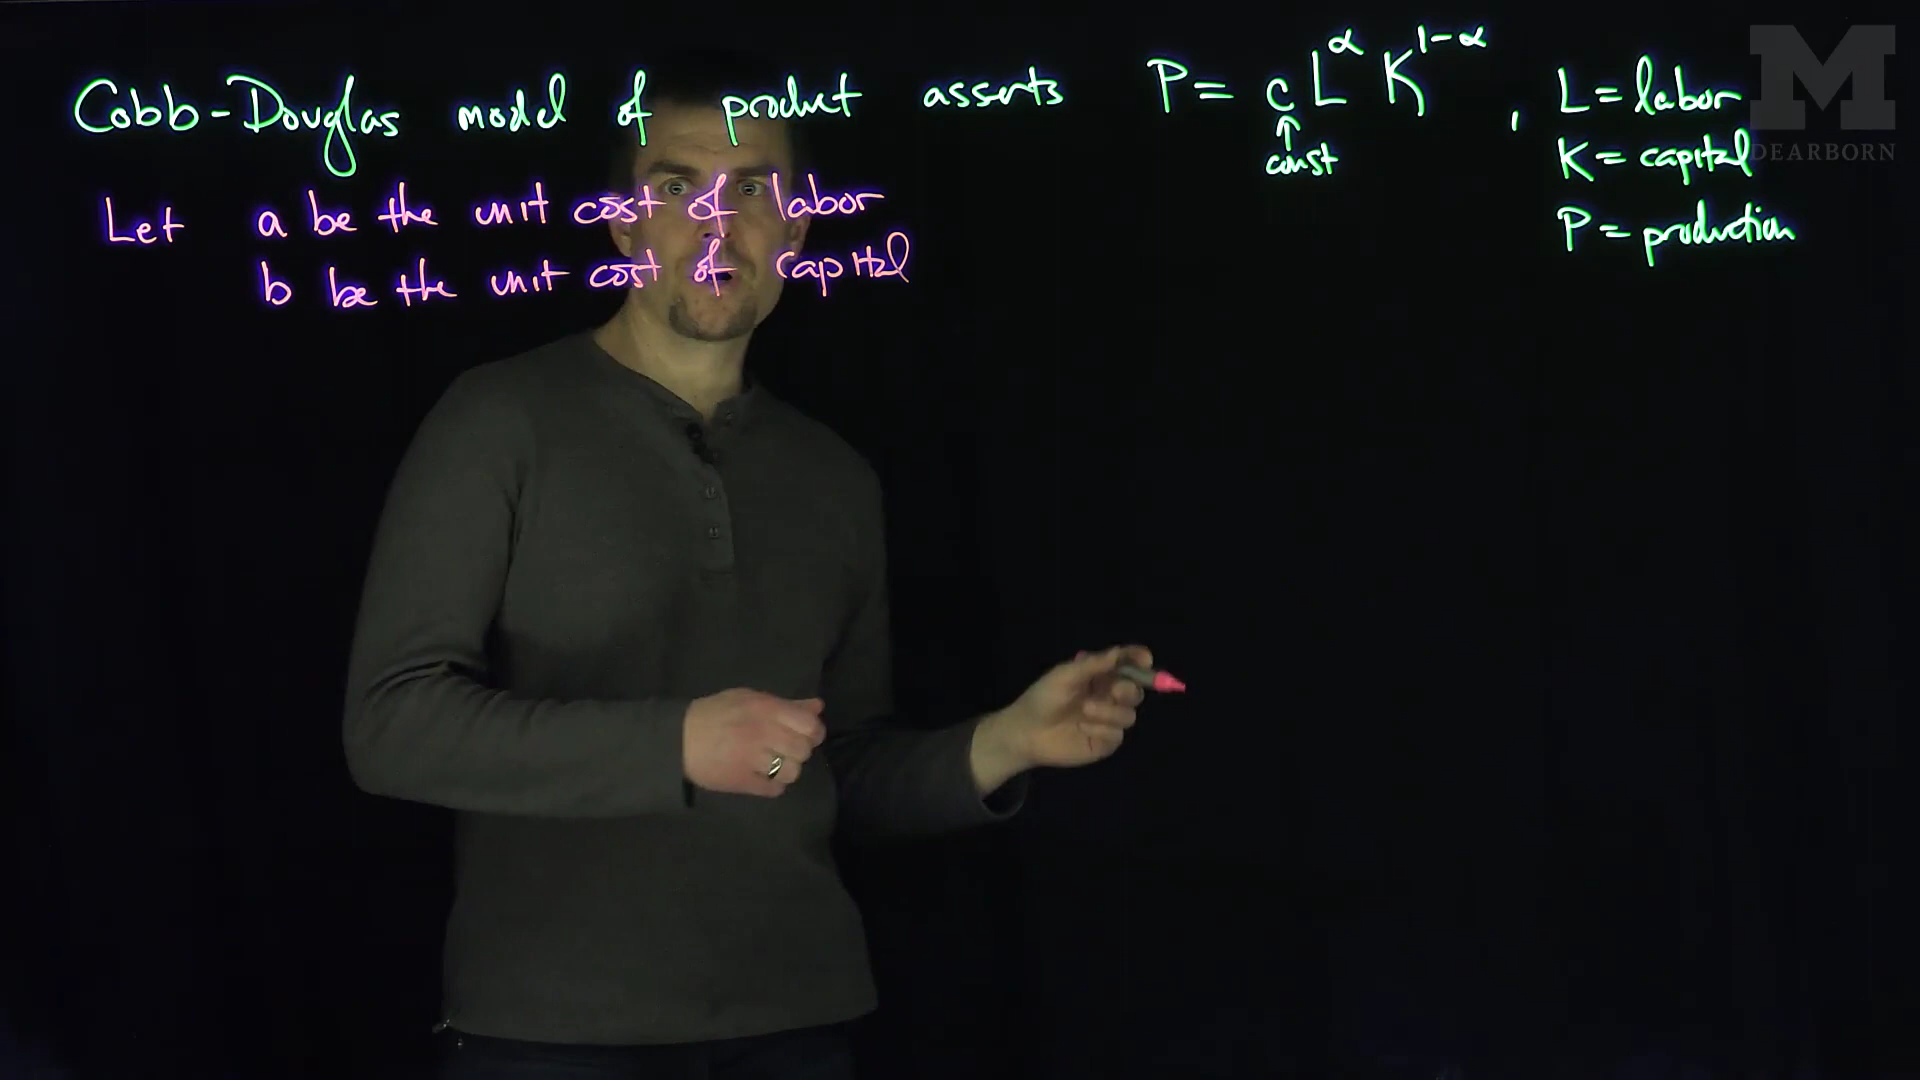 Cobb-Douglas model of product asserts P = c L^α K^(1-α) , L = labor
↑ const
K = capital
P = production
Let a be the unit cost of labor
b be the unit cost of capital
M
DEARBORN